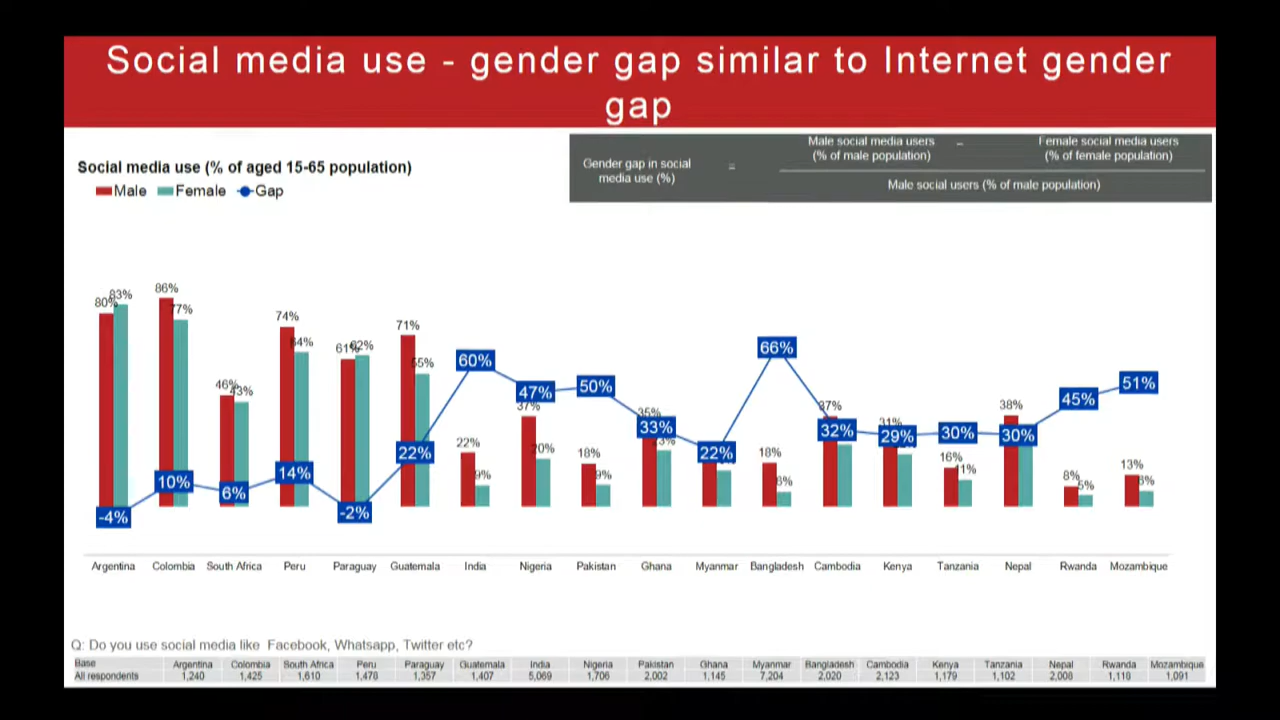 Social media use - gender gap similar to Internet gender
gap
Social media use (% of aged 15-65 population)
Male Female Gap
Gender gap in social
media use (%)
=
Male social media users
(% of male population)
–
Female social media users
(% of female population)
Male social users (% of male population)
80% 83% 86% 77% 46% 43% 74% 64% 61% 62% 71% 55% 22% 9% 37% 20% 18% 9% 35% 23% 18% 6% 37% 31% 16% 11% 38% 8% 5% 13% 6%
-4% 10% 6% 14% -2% 22% 60% 47% 50% 33% 22% 66% 32% 29% 30% 30% 45% 51%
Argentina Colombia South Africa Peru Paraguay Guatemala India Nigeria Pakistan Ghana Myanmar Bangladesh Cambodia Kenya Tanzania Nepal Rwanda Mozambique
Q: Do you use social media like Facebook, Whatsapp, Twitter etc?
Base Argentina Colombia South Africa Peru Paraguay Guatemala India Nigeria Pakistan Ghana Myanmar Bangladesh Cambodia Kenya Tanzania Nepal Rwanda Mozambique
All respondents 1,240 1,425 1,610 1,478 1,357 1,407 5,069 1,706 2,002 1,145 7,204 2,020 2,123 1,179 1,102 2,008 1,091